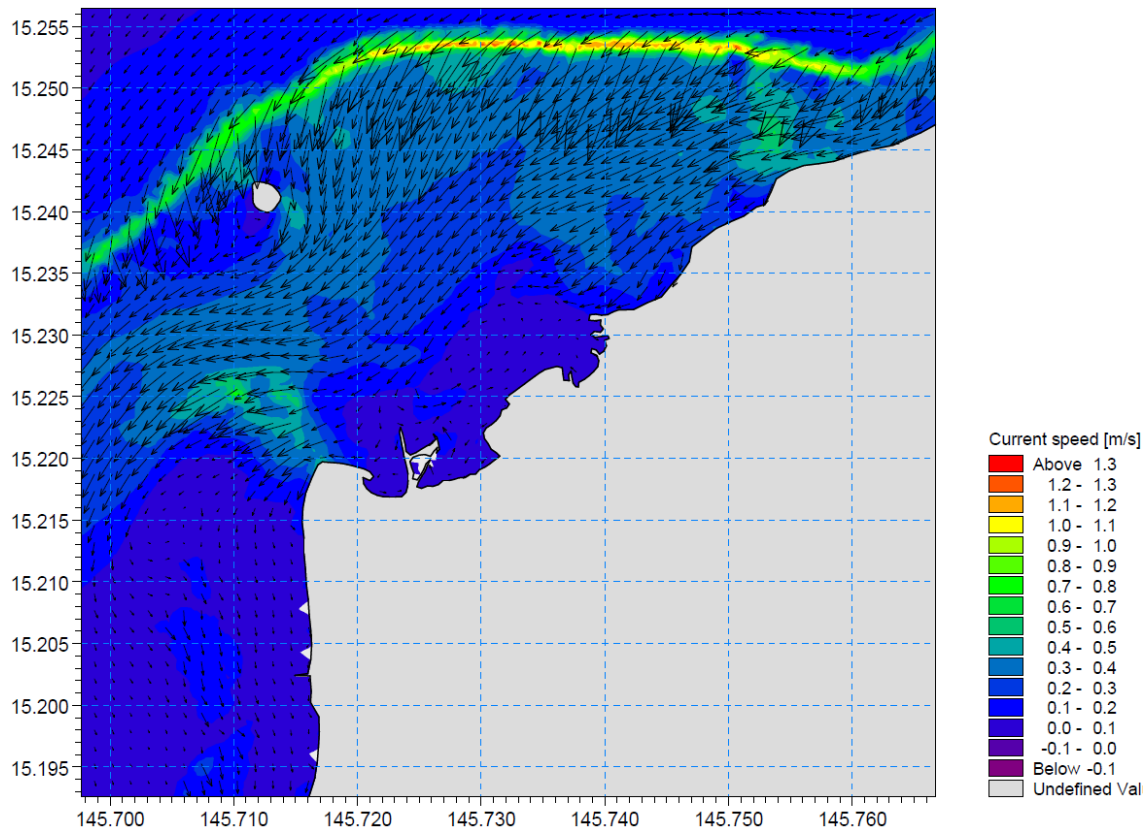 15.255
15.250
15.245
15.240
15.235
15.230
15.225
15.220
15.215
15.210
15.205
15.200
15.195
145.700 145.710 145.720 145.730 145.740 145.750 145.760
Current speed [m/s]
Above 1.3
1.2 - 1.3
1.1 - 1.2
1.0 - 1.1
0.9 - 1.0
0.8 - 0.9
0.7 - 0.8
0.6 - 0.7
0.5 - 0.6
0.4 - 0.5
0.3 - 0.4
0.2 - 0.3
0.1 - 0.2
0.0 - 0.1
-0.1 - 0.0
Below -0.1
Undefined Val